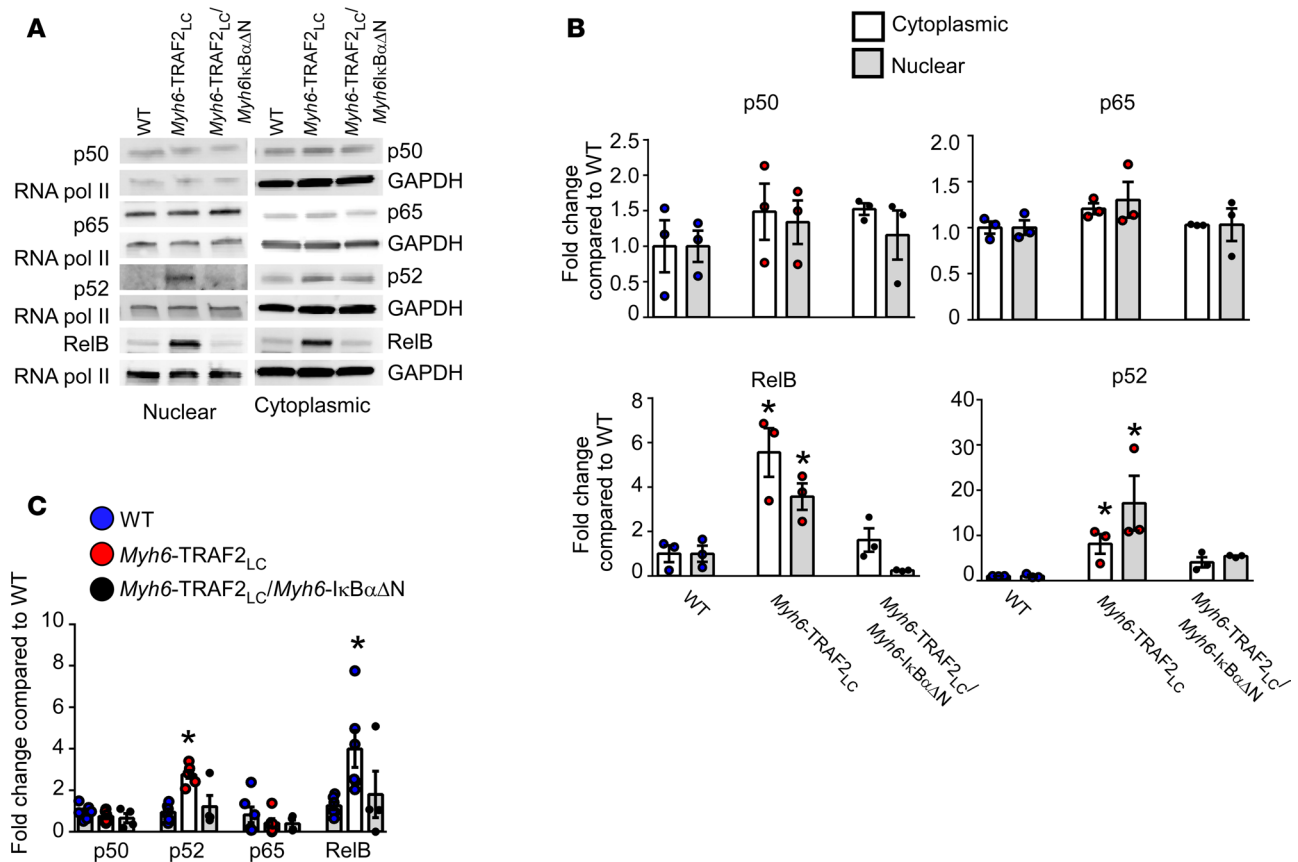 A
WT
Myh6-TRAF2LC
Myh6-TRAF2LC/
Myh6IκBαΔN
WT
Myh6-TRAF2LC
Myh6-TRAF2LC/
Myh6IκBαΔN
p50
p50
RNA pol II
GAPDH
p65
p65
RNA pol II
GAPDH
p52
p52
RNA pol II
GAPDH
RelB
RelB
RNA pol II
GAPDH
Nuclear
Cytoplasmic
B
Cytoplasmic
Nuclear
p50
Fold change
compared to WT
2.5
2.0
1.5
1.0
0.5
0
p65
2.0
1.5
1.0
0.5
0
RelB
Fold change
compared to WT
8
6
4
2
0
*
*
WT
Myh6-TRAF2LC
Myh6-TRAF2LC/
Myh6-IκBαΔN
p52
40
30
20
10
0
*
*
WT
Myh6-TRAF2LC
Myh6-TRAF2LC/
Myh6-IκBαΔN
C
WT
Myh6-TRAF2LC
Myh6-TRAF2LC/Myh6-IκBαΔN
Fold change compared to WT
10
8
6
4
2
0
*
*
p50
p52
p65
RelB